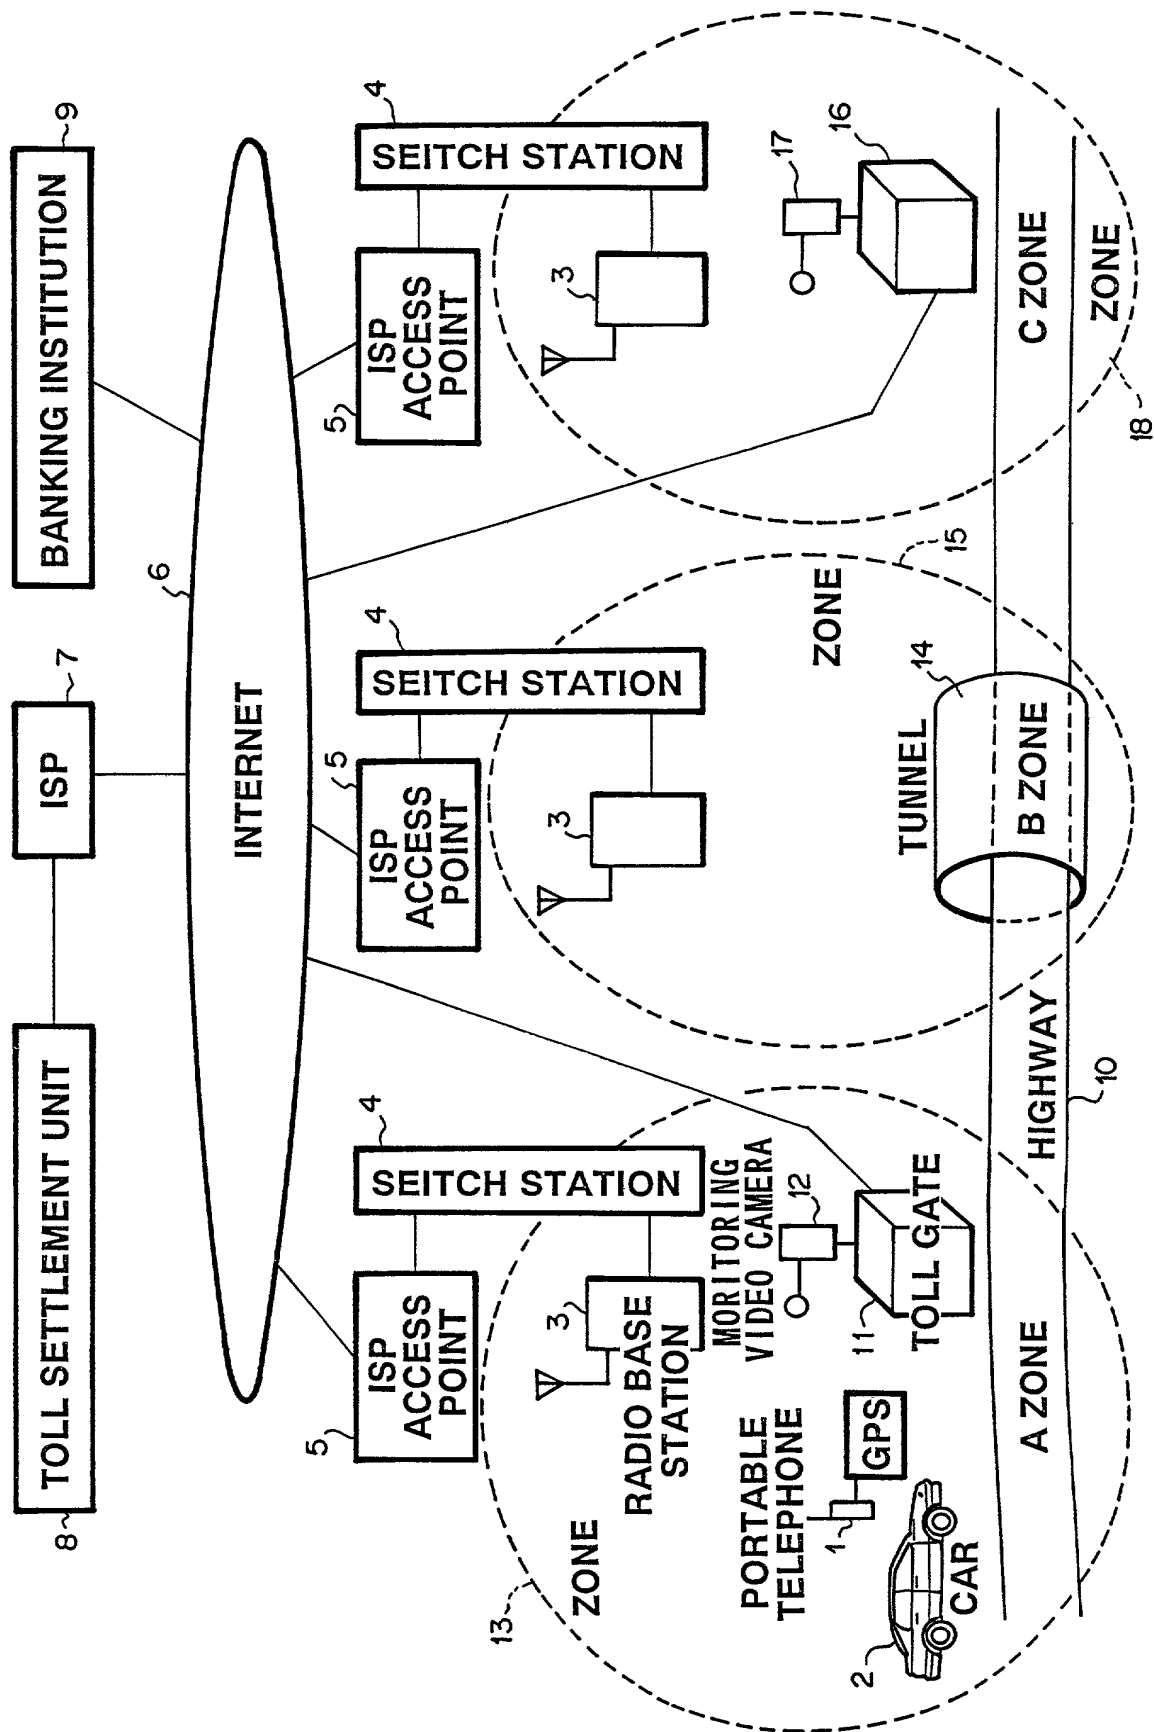 8
TOLL SETTLEMENT UNIT
ISP
7
BANKING INSTITUTION
9
6
INTERNET
5
ISP
ACCESS
POINT
4
SEITCH STATION
5
ISP
ACCESS
POINT
4
SEITCH STATION
5
ISP
ACCESS
POINT
4
SEITCH STATION
13
ZONE
3
RADIO BASE
STATION
MORITORING
VIDEO CAMERA
12
PORTABLE
TELEPHONE
1
GPS
11
TOLL GATE
2
CAR
A ZONE
HIGHWAY
10
3
ZONE
15
TUNNEL
14
B ZONE
3
17
16
C ZONE
ZONE
18